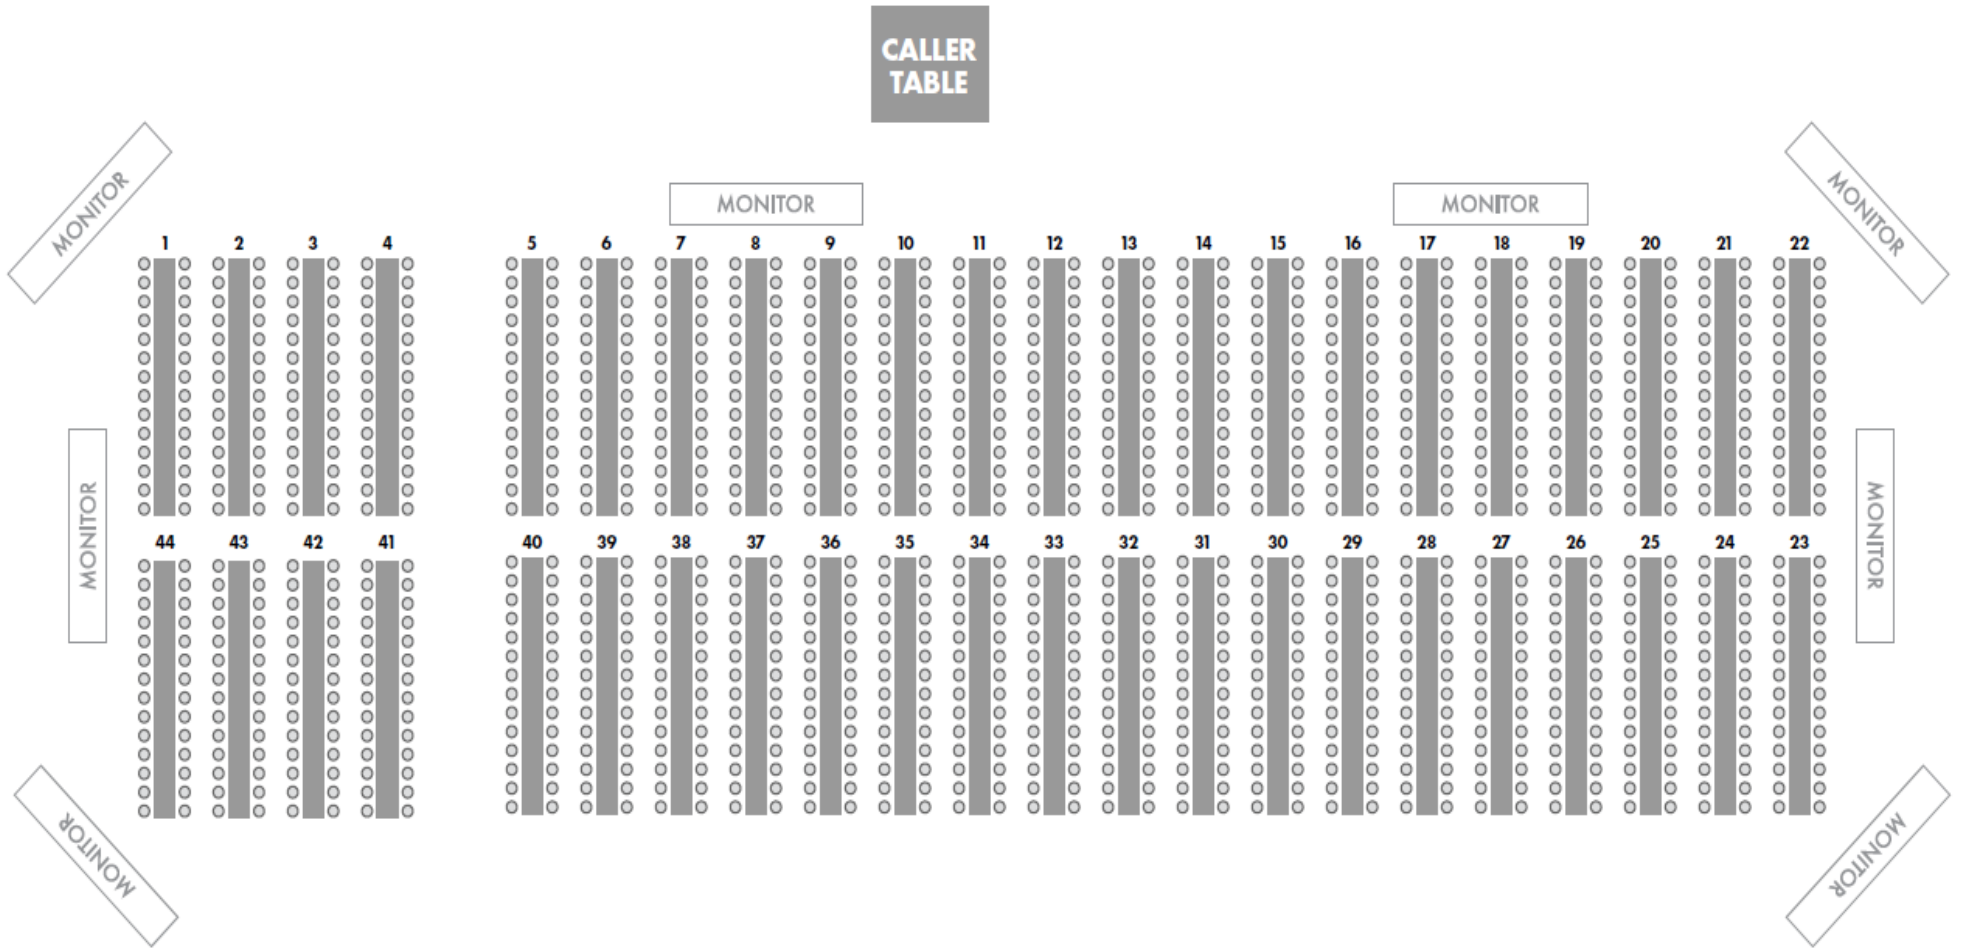 CALLER
TABLE
MONITOR
MONITOR
MONITOR
MONITOR
1 2 3 4 5 6 7 8 9 10 11 12 13 14 15 16 17 18 19 20 21 22
MONITOR
MONITOR
44 43 42 41 40 39 38 37 36 35 34 33 32 31 30 29 28 27 26 25 24 23
MONITOR
MONITOR